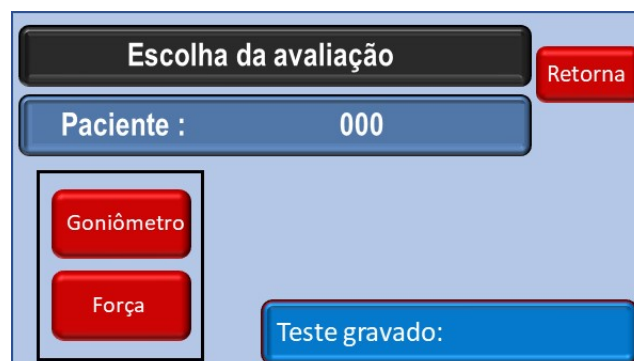 Escolha da avaliação
Retorna
Paciente : 000
Goniômetro
Força
Teste gravado: